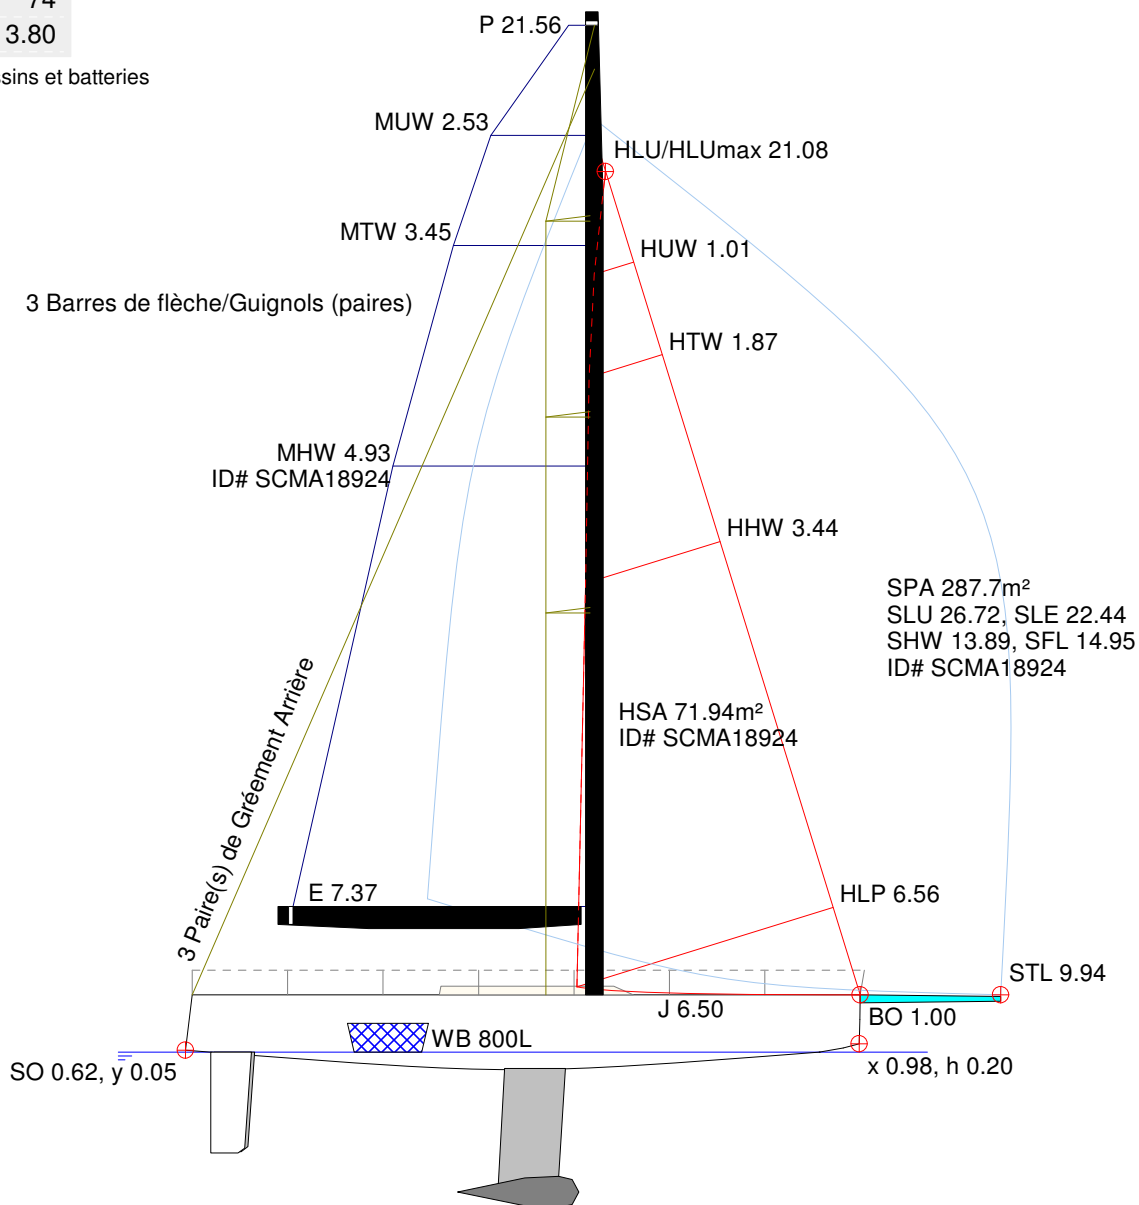 3.80
P 21.56
MUW 2.53
HLU/HLUmax 21.08
MTW 3.45
HUW 1.01
3 Barres de flèche/Guignols (paires)
HTW 1.87
MHW 4.93
ID# SCMA18924
HHW 3.44
SPA 287.7m²
SLU 26.72, SLE 22.44
SHW 13.89, SFL 14.95
ID# SCMA18924
HSA 71.94m²
ID# SCMA18924
3 Paire(s) de Gréement Arrière
E 7.37
HLP 6.56
STL 9.94
J 6.50
BO 1.00
WB 800L
SO 0.62, y 0.05
x 0.98, h 0.20